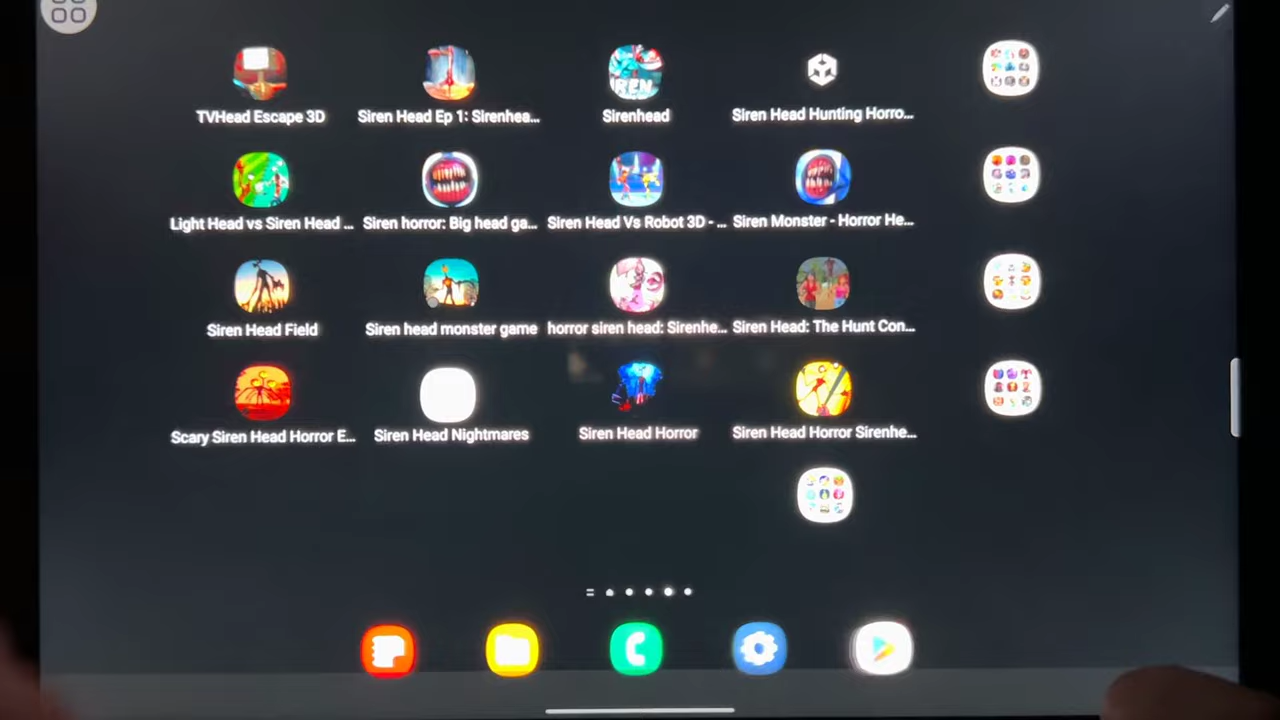 TVHead Escape 3D
Siren Head Ep 1: Sirenhea...
Sirenhead
Siren Head Hunting Horro...
Light Head vs Siren Head ...
Siren horror: Big head ga...
Siren Head Vs Robot 3D - ...
Siren Monster - Horror He...
Siren Head Field
Siren head monster game
horror siren head: Sirenhe...
Siren Head: The Hunt Con...
Scary Siren Head Horror E...
Siren Head Nightmares
Siren Head Horror
Siren Head Horror Sirenhe...